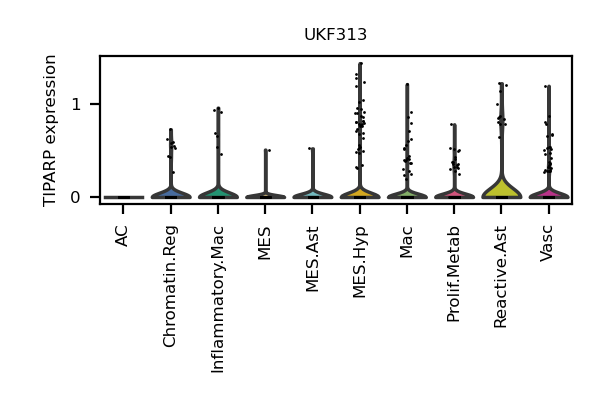 UKF313
TIPARP expression
1
0
AC
Chromatin.Reg
Inflammatory.Mac
MES
MES.Ast
MES.Hyp
Mac
Prolif.Metab
Reactive.Ast
Vasc